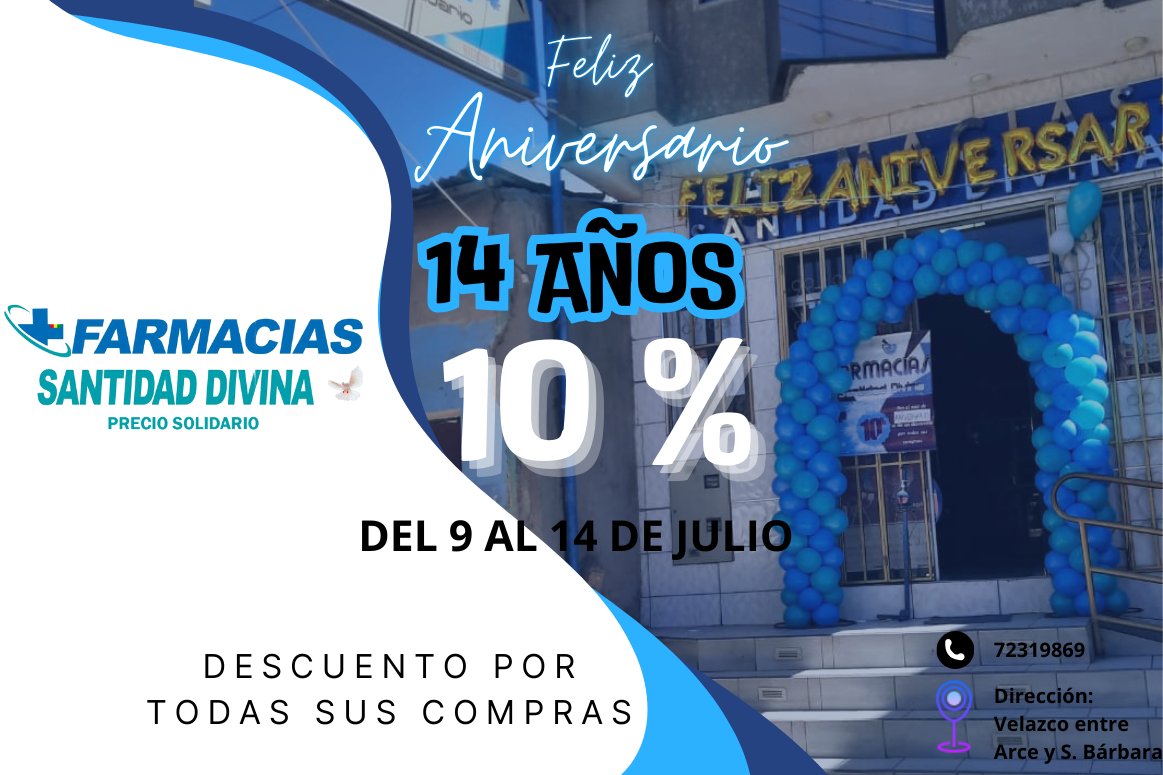 Feliz
Aniversario
FELIZ ANIVERSAR
SANTIDAD DIVINA
14 AÑOS
10 %
FARMACIAS
SANTIDAD DIVINA
PRECIO SOLIDARIO
DEL 9 AL 14 DE JULIO
DESCUENTO POR
TODAS SUS COMPRAS
72319869
Dirección:
Velazco entre
Arce y S. Bárbara